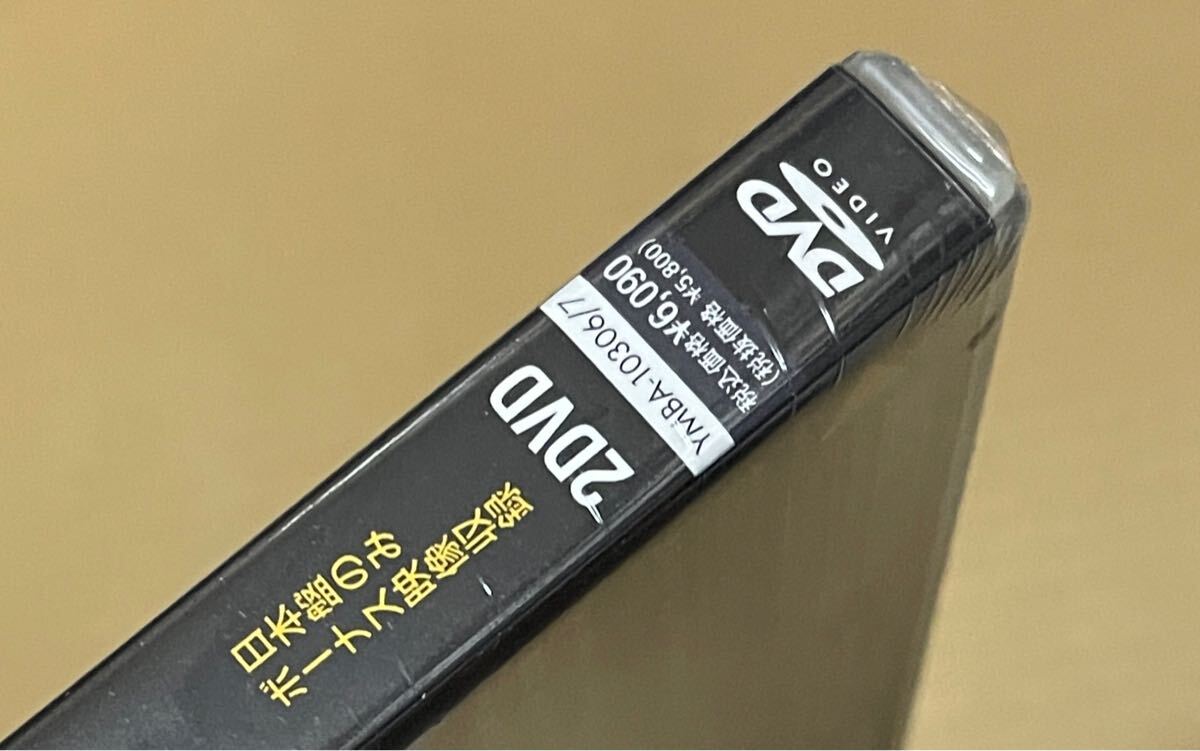 日本盤のみ
ボーナス映像収録
2DVD
YMBA-10306/7
税込価格¥6,090
(税抜価格 ¥5,800)
DVD
VIDEO